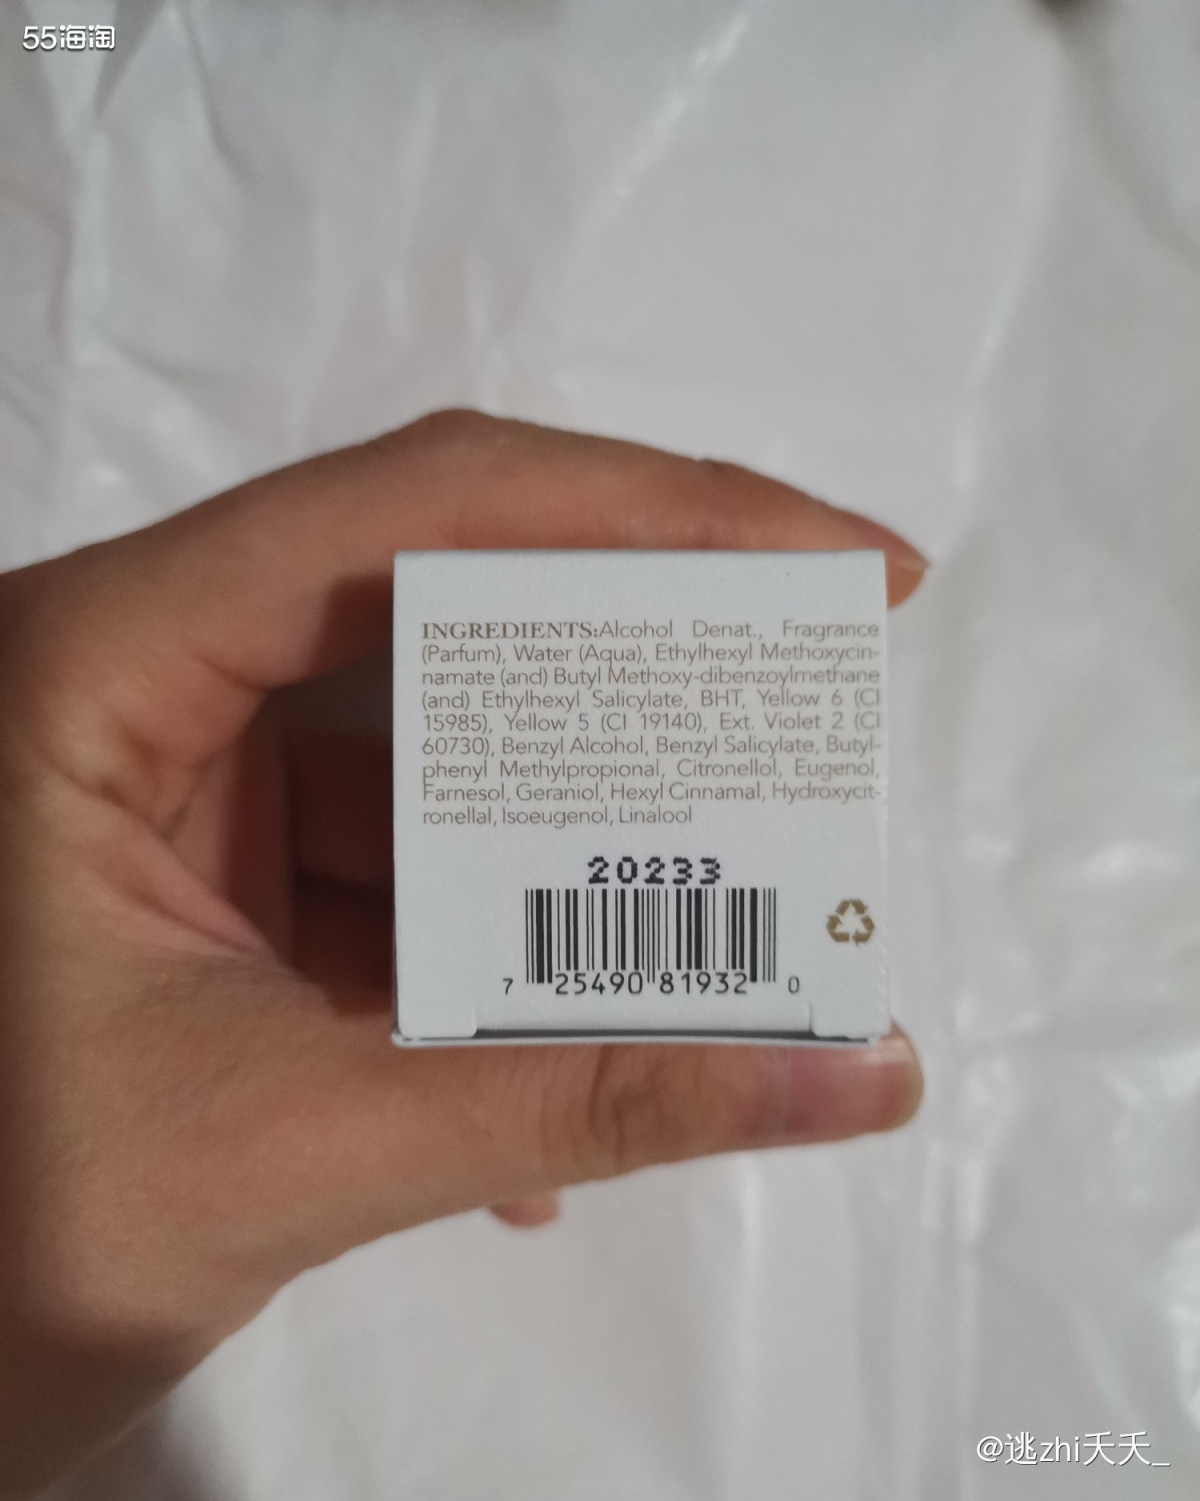 55海淘
INGREDIENTS:Alcohol Denat., Fragrance
(Parfum), Water (Aqua), Ethylhexyl Methoxycin-
namate (and) Butyl Methoxy-dibenzoylmethane
(and) Ethylhexyl Salicylate, BHT, Yellow 6 (CI
15985), Yellow 5 (CI 19140), Ext. Violet 2 (CI
60730), Benzyl Alcohol, Benzyl Salicylate, Butyl-
phenyl Methylpropional, Citronellol, Eugenol,
Farnesol, Geraniol, Hexyl Cinnamal, Hydroxycit-
ronellal, Isoeugenol, Linalool
20233
7 25490 81932 0
@逃zhi夭夭_